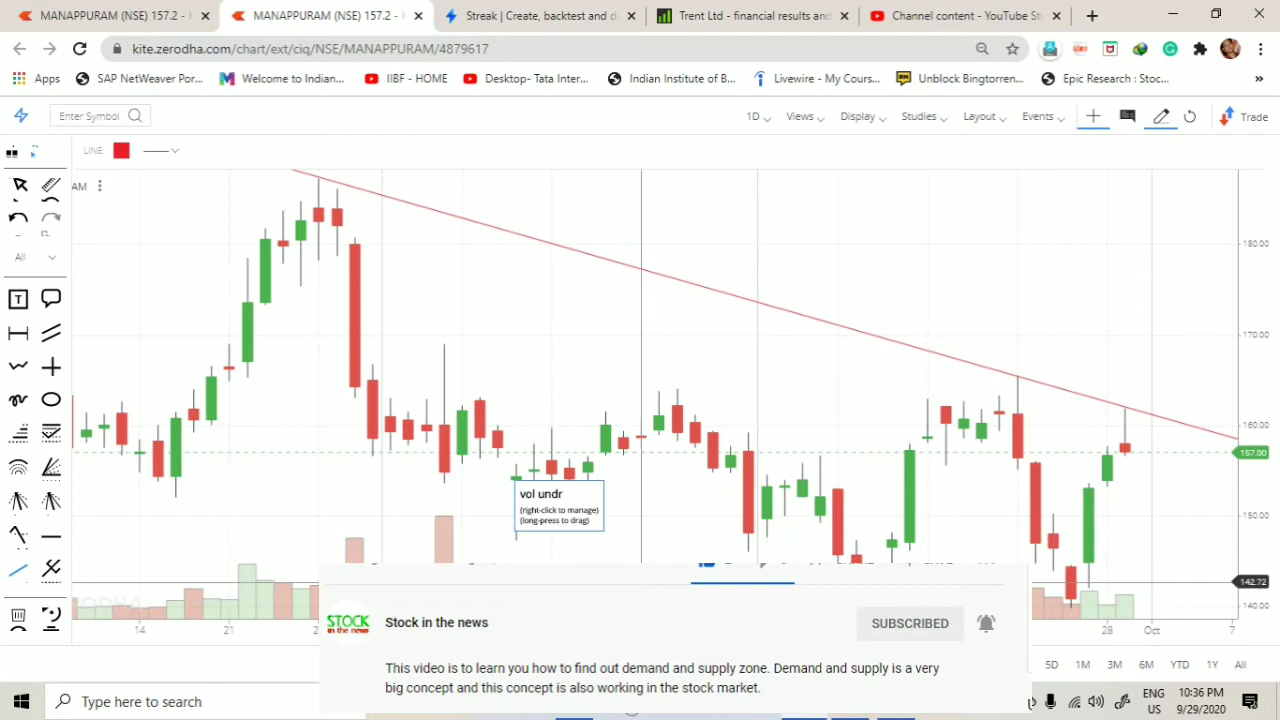 MANAPPURAM (NSE) 157.2 -
MANAPPURAM (NSE) 157.2 -
Streak | Create, backtest and de
Trent Ltd - financial results and
Channel content - YouTube St
kite.zerodha.com/chart/ext/ciq/NSE/MANAPPURAM/4879617
Apps
SAP NetWeaver Por...
Welcome to Indian...
IIBF - HOME
Desktop- Tata Inter...
Indian Institute of B...
Livewire - My Cours...
Unblock Bingtorren...
Epic Research : Stoc...
»
Enter Symbol
1D
Views
Display
Studies
Layout
Events
Trade
LINE:
AM
All
T
180.00
170.00
160.00
157.00
150.00
142.72
140.00
vol undr
(right-click to manage)
(long-press to drag)
14
21
28
Oct
7
5D
1M
3M
6M
YTD
1Y
All
STOCK
in the news
Stock in the news
SUBSCRIBED
This video is to learn you how to find out demand and supply zone. Demand and supply is a very
big concept and this concept is also working in the stock market.
Type here to search
ENG
US
10:36 PM
9/29/2020